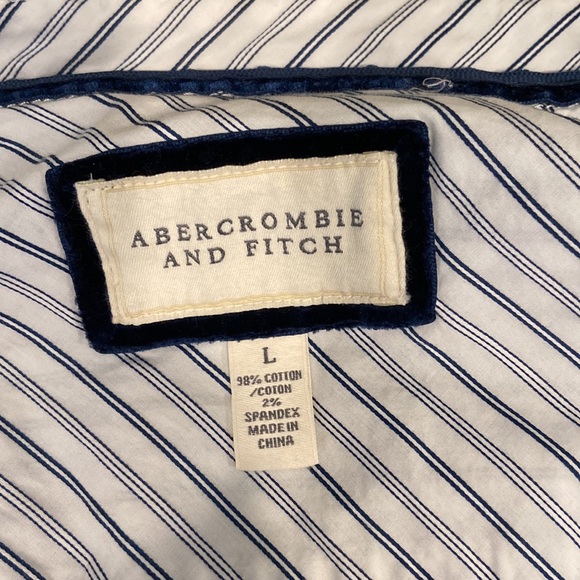 ABERCROMBIE
AND FITCH
L
98% COTTON
/COTON
2%
SPANDEX
MADE IN
CHINA